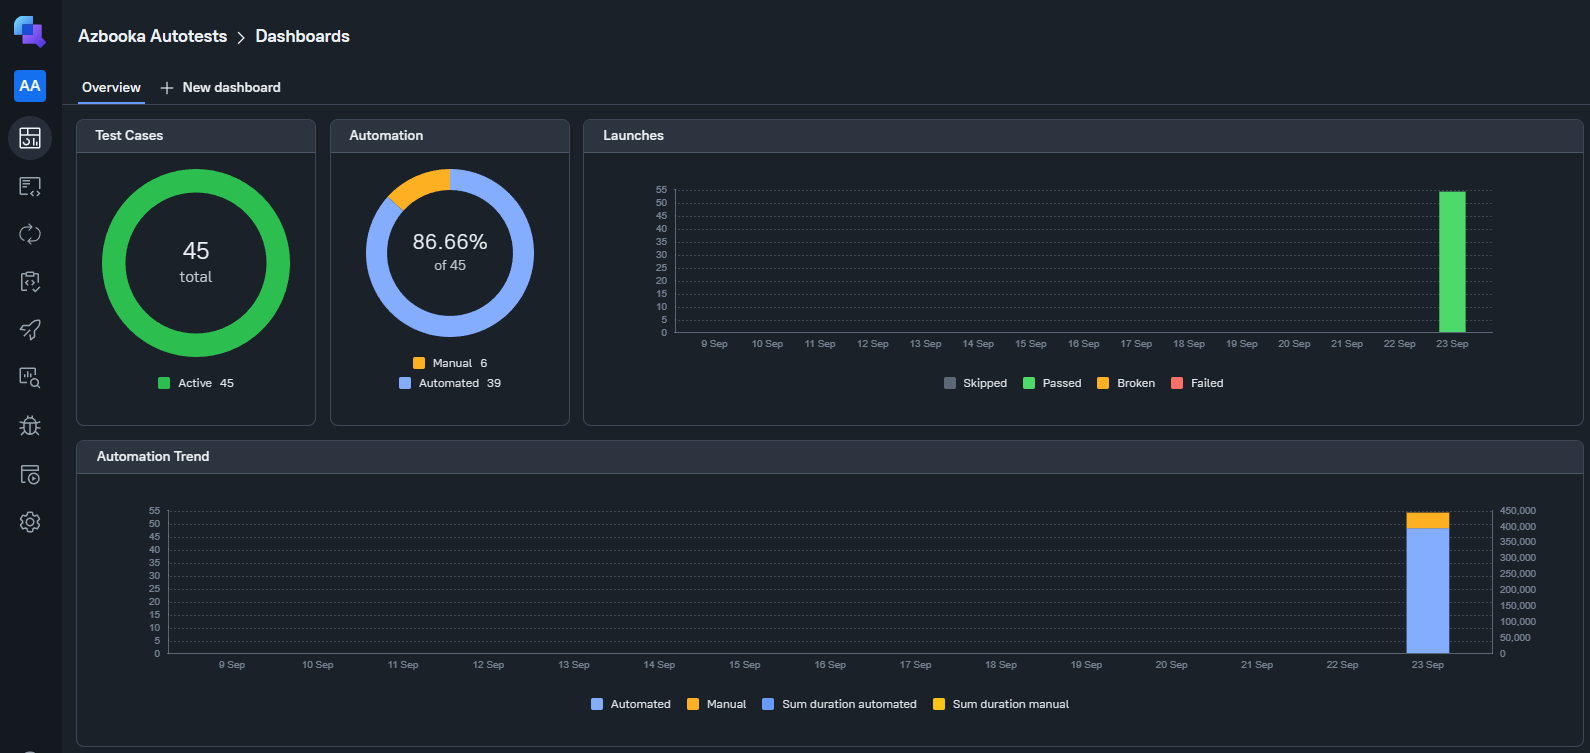 Azbooka Autotests > Dashboards
AA
Overview + New dashboard
Test Cases
45
total
Active 45
Automation
86.66%
of 45
Manual 6
Automated 39
Launches
55
50
45
40
35
30
25
20
15
10
5
0
9 Sep 10 Sep 11 Sep 12 Sep 13 Sep 14 Sep 15 Sep 16 Sep 17 Sep 18 Sep 19 Sep 20 Sep 21 Sep 22 Sep 23 Sep
Skipped Passed Broken Failed
Automation Trend
55
50
45
40
35
30
25
20
15
10
5
0
450,000
400,000
350,000
300,000
250,000
200,000
150,000
100,000
50,000
0
9 Sep 10 Sep 11 Sep 12 Sep 13 Sep 14 Sep 15 Sep 16 Sep 17 Sep 18 Sep 19 Sep 20 Sep 21 Sep 22 Sep 23 Sep
Automated Manual Sum duration automated Sum duration manual